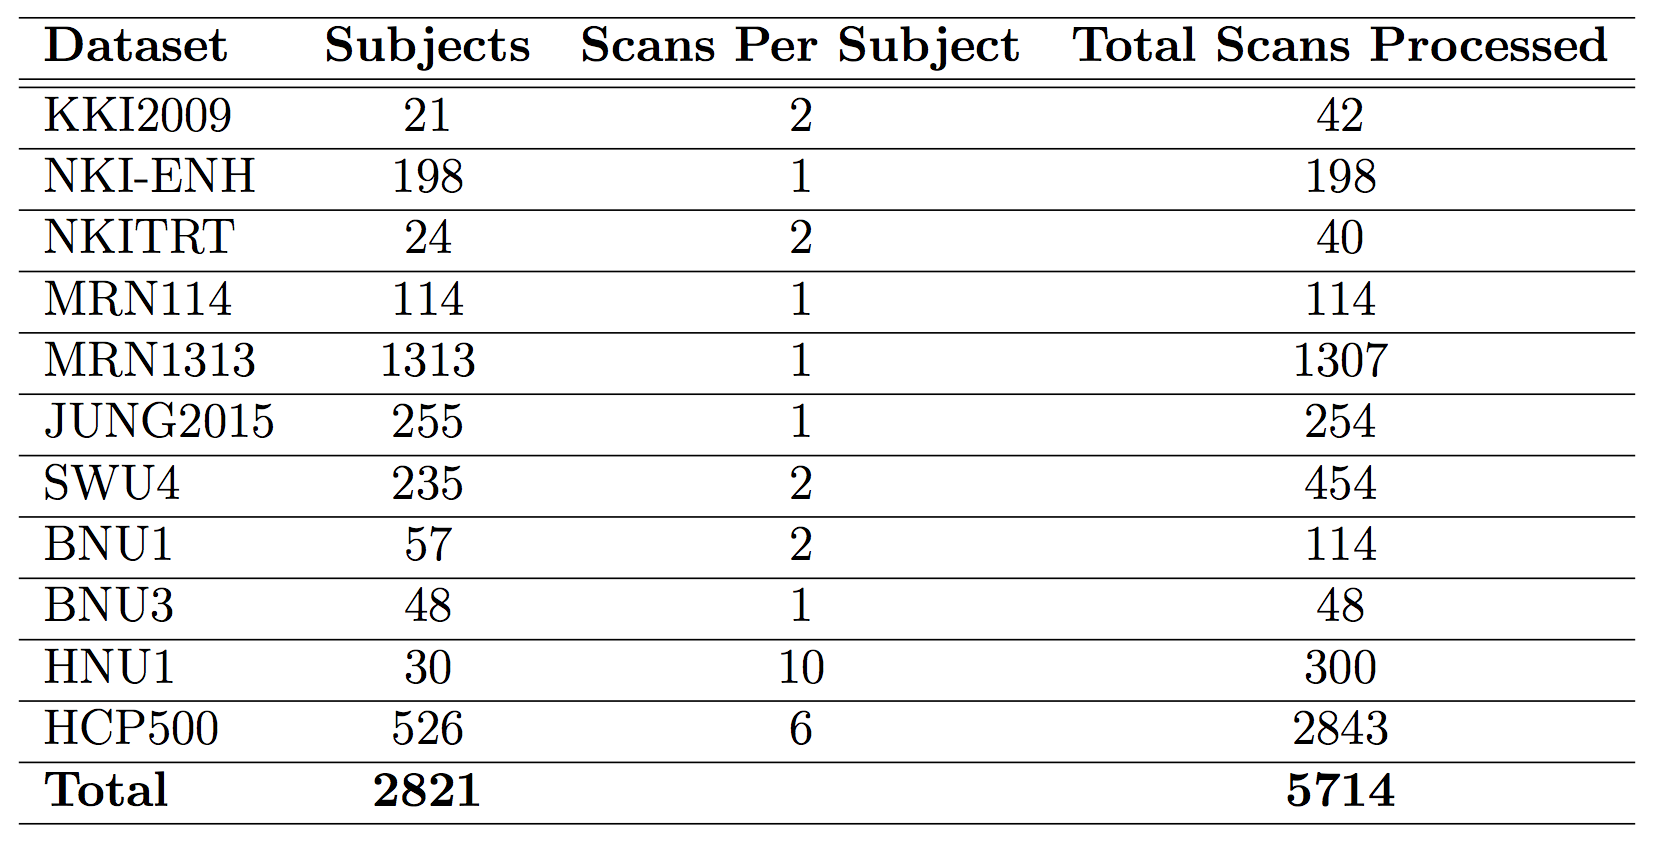 Dataset Subjects Scans Per Subject Total Scans Processed
KKI2009 21 2 42
NKI-ENH 198 1 198
NKITRT 24 2 40
MRN114 114 1 114
MRN1313 1313 1 1307
JUNG2015 255 1 254
SWU4 235 2 454
BNU1 57 2 114
BNU3 48 1 48
HNU1 30 10 300
HCP500 526 6 2843
Total 2821 5714